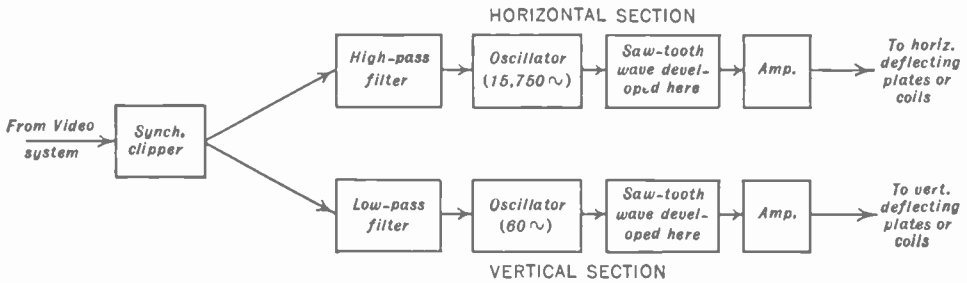 HORIZONTAL SECTION
From Video
system
Synch.
clipper
High-pass
filter
Oscillator
(15,750∼)
Saw-tooth
wave devel-
oped here
Amp.
To horiz.
deflecting
plates or
coils
Low-pass
filter
Oscillator
(60∼)
Saw-tooth
wave devel-
oped here
Amp.
To vert.
deflecting
plates or
coils
VERTICAL SECTION